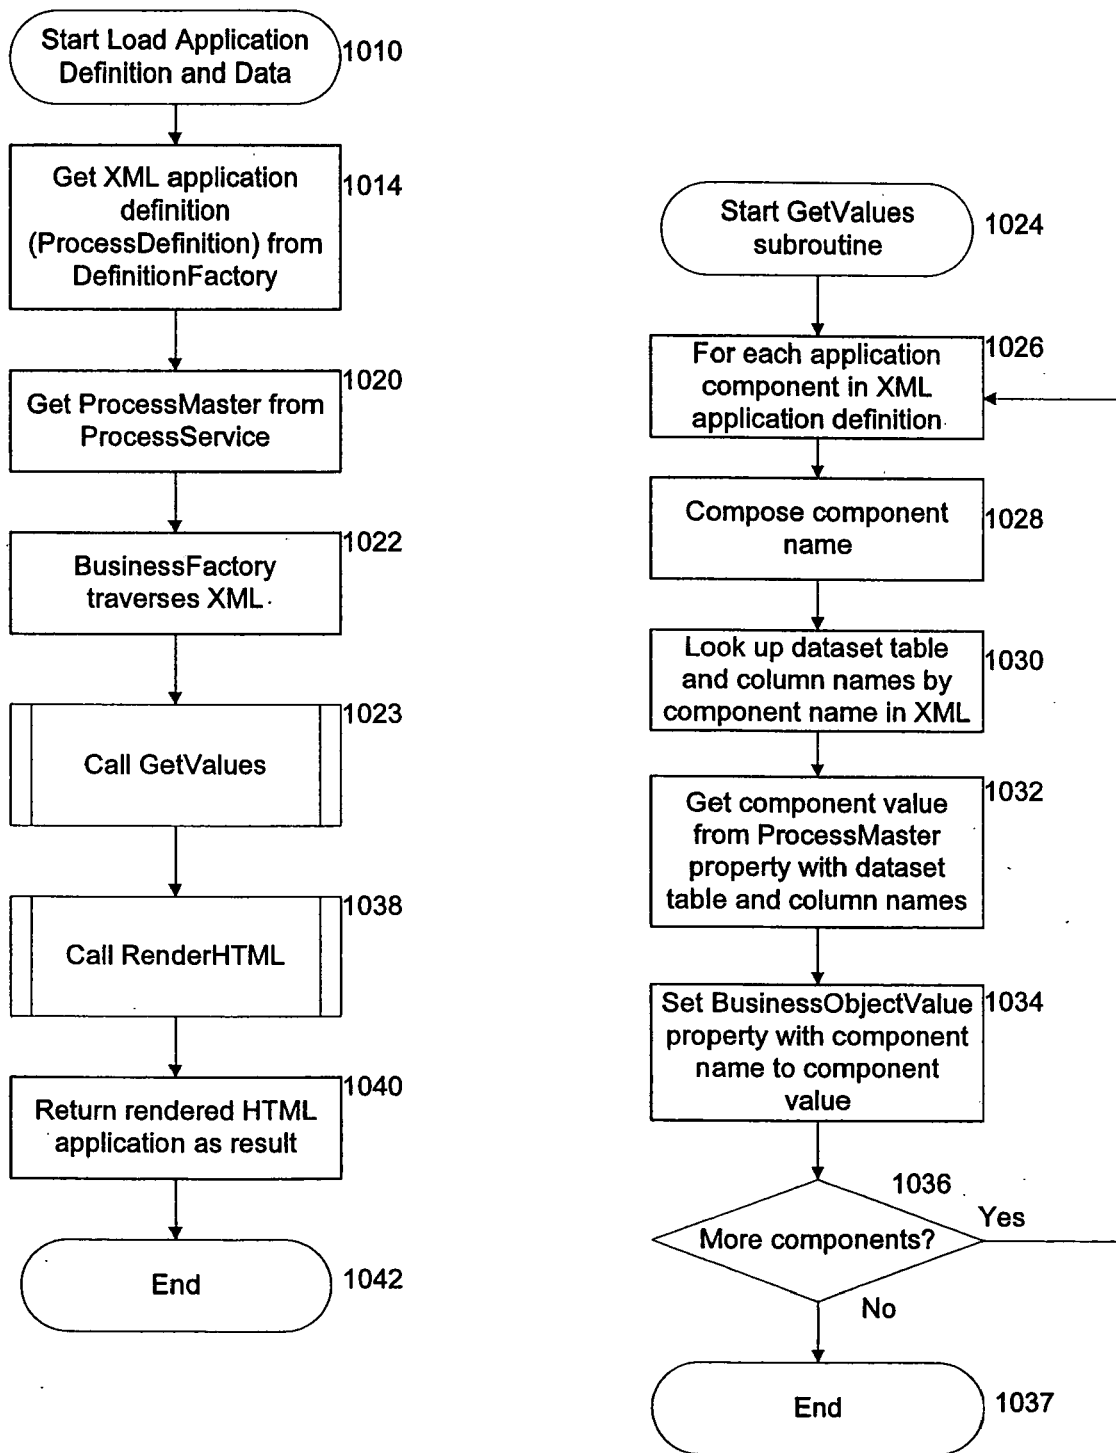 Start Load Application
Definition and Data
1010
Get XML application
definition
(ProcessDefinition) from
DefinitionFactory
1014
Get ProcessMaster from
ProcessService
1020
BusinessFactory
traverses XML
1022
Call GetValues
1023
Call RenderHTML
1038
Return rendered HTML
application as result
1040
End
1042
Start GetValues
subroutine
1024
For each application
component in XML
application definition
1026
Compose component
name
1028
Look up dataset table
and column names by
component name in XML
1030
Get component value
from ProcessMaster
property with dataset
table and column names
1032
Set BusinessObjectValue
property with component
name to component
value
1034
1036
More components?
Yes
No
End
1037